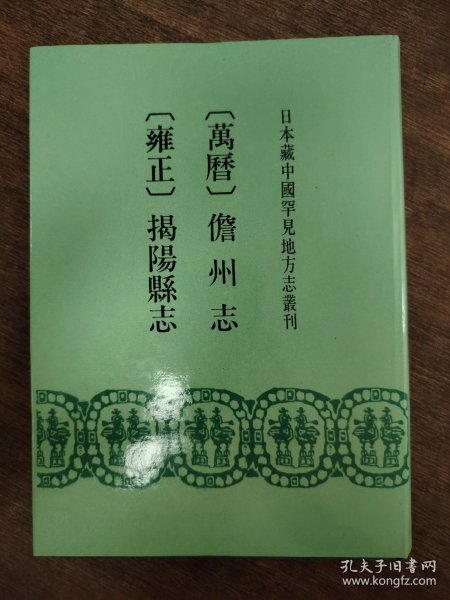 日本藏中國罕見地方志叢刊
〔萬曆〕儋州志
〔雍正〕揭陽縣志
孔夫子旧书网
www.kongfz.com